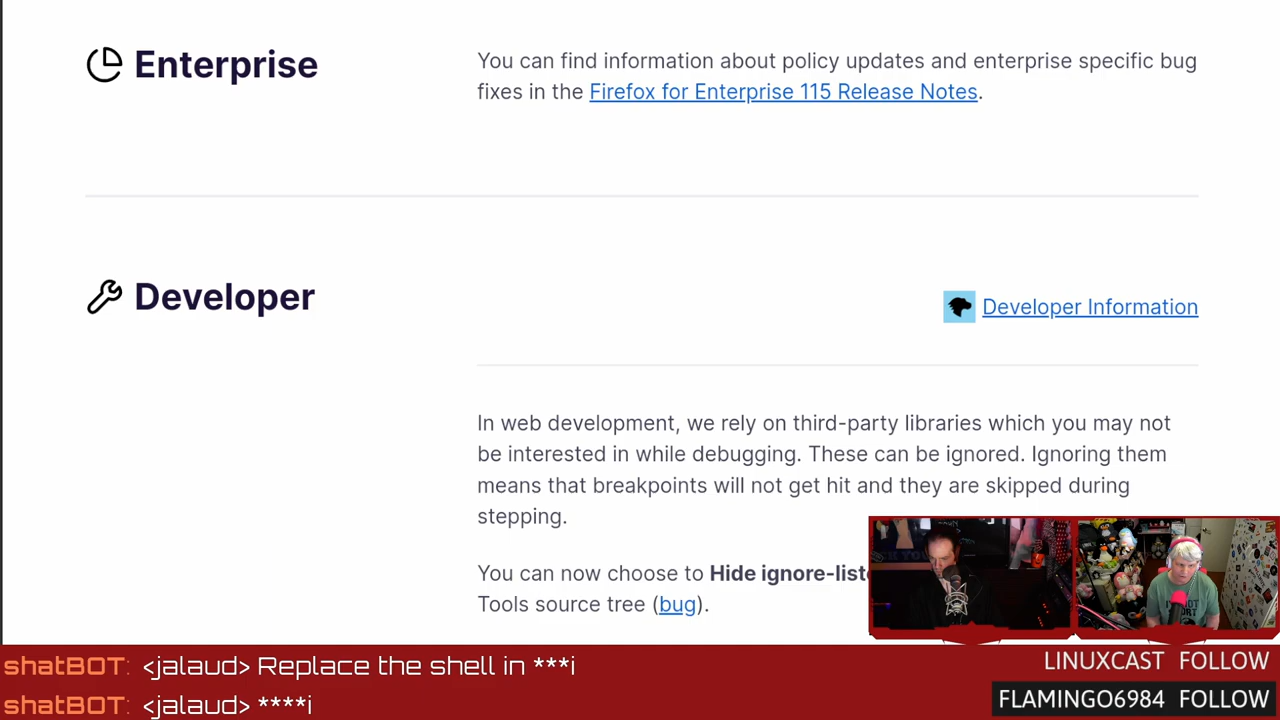 Enterprise
You can find information about policy updates and enterprise specific bug
fixes in the Firefox for Enterprise 115 Release Notes.
Developer
Developer Information
In web development, we rely on third-party libraries which you may not
be interested in while debugging. These can be ignored. Ignoring them
means that breakpoints will not get hit and they are skipped during
stepping.
You can now choose to Hide ignore-liste
Tools source tree (bug).
shatBOT: <jalaud> Replace the shell in ***i
shatBOT: <jalaud> ****i
LINUXCAST FOLLOW
FLAMINGO6984 FOLLOW